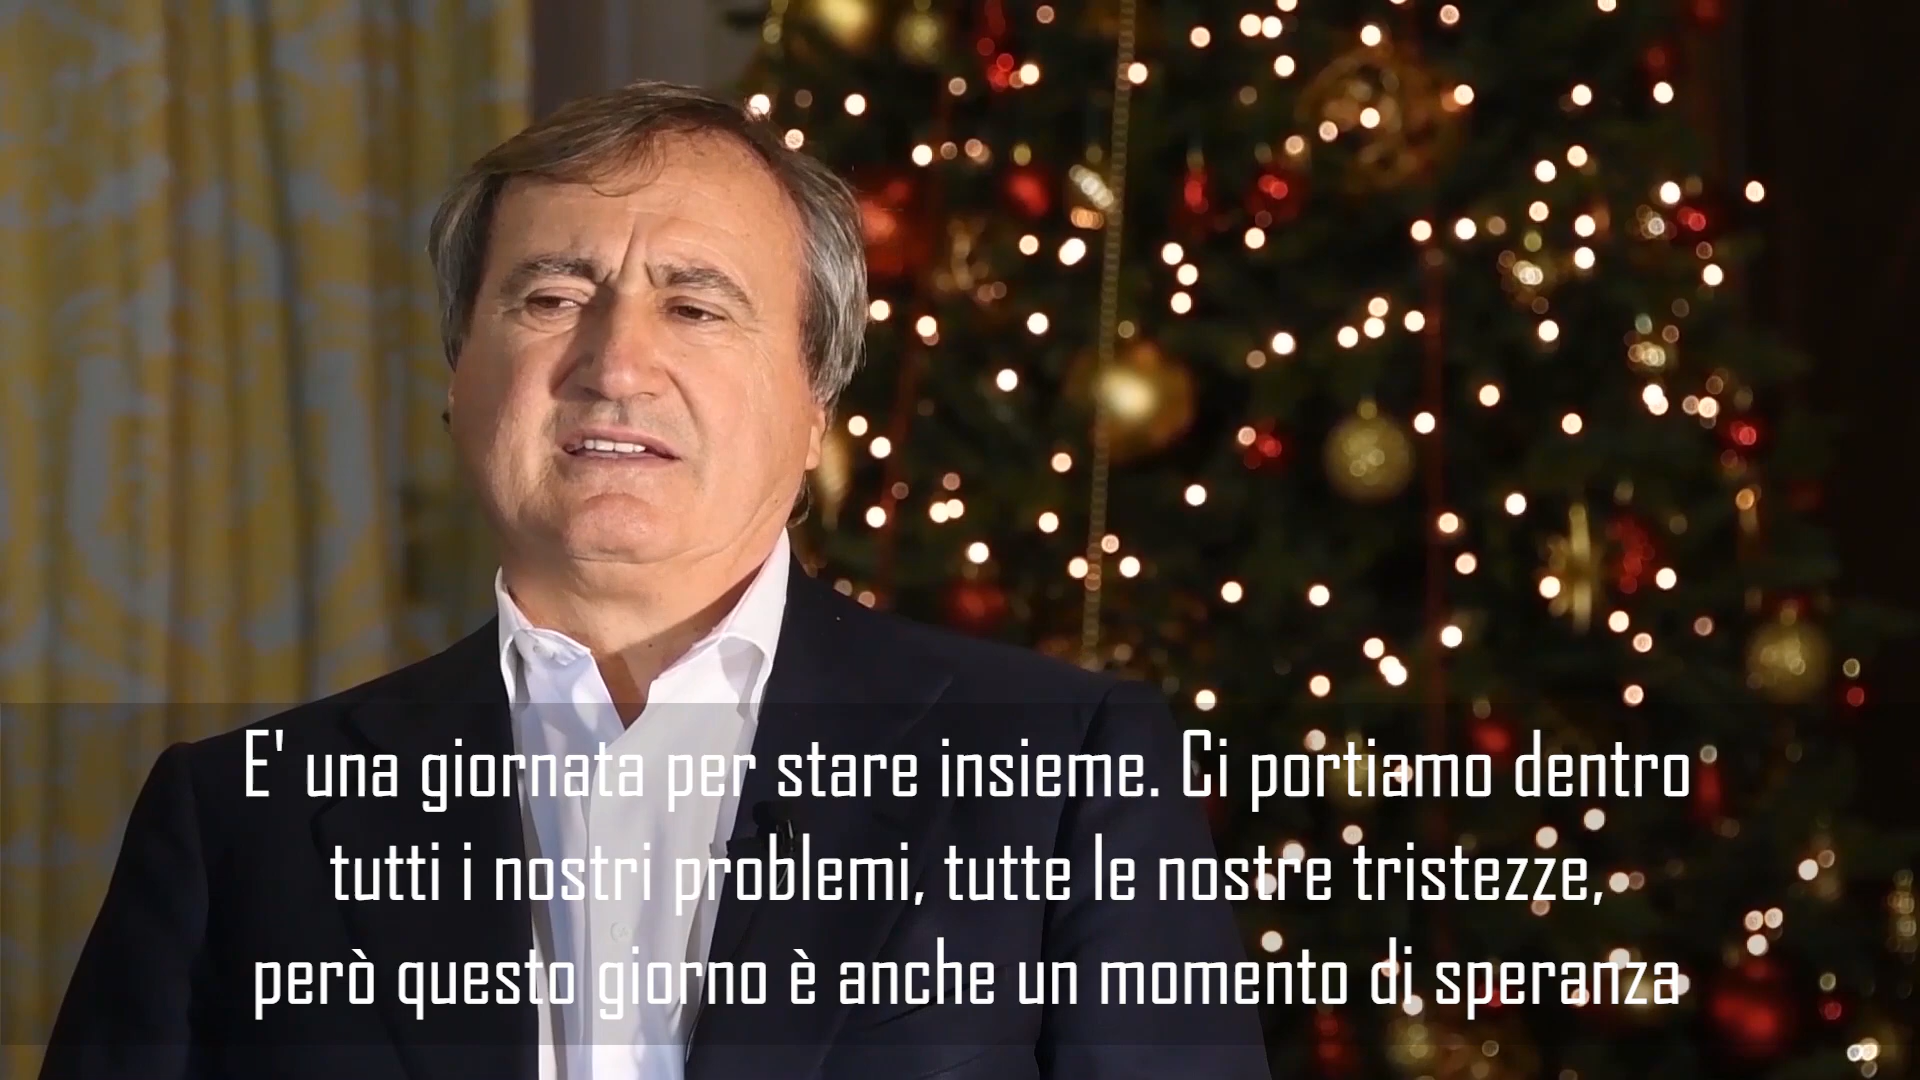 E' una giornata per stare insieme. Ci portiamo dentro
tutti i nostri problemi, tutte le nostre tristezze,
però questo giorno è anche un momento di speranza